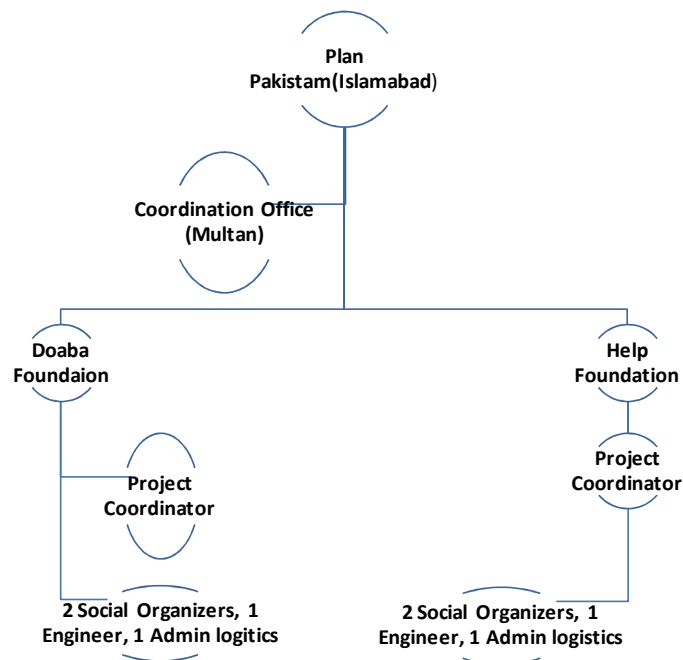 Plan
Pakistam(Islamabad)
Coordination Office
(Multan)
Doaba
Foundaion
Help
Foundation
Project
Coordinator
Project
Coordinator
2 Social Organizers, 1
Engineer, 1 Admin logitics
2 Social Organizers, 1
Engineer, 1 Admin logistics